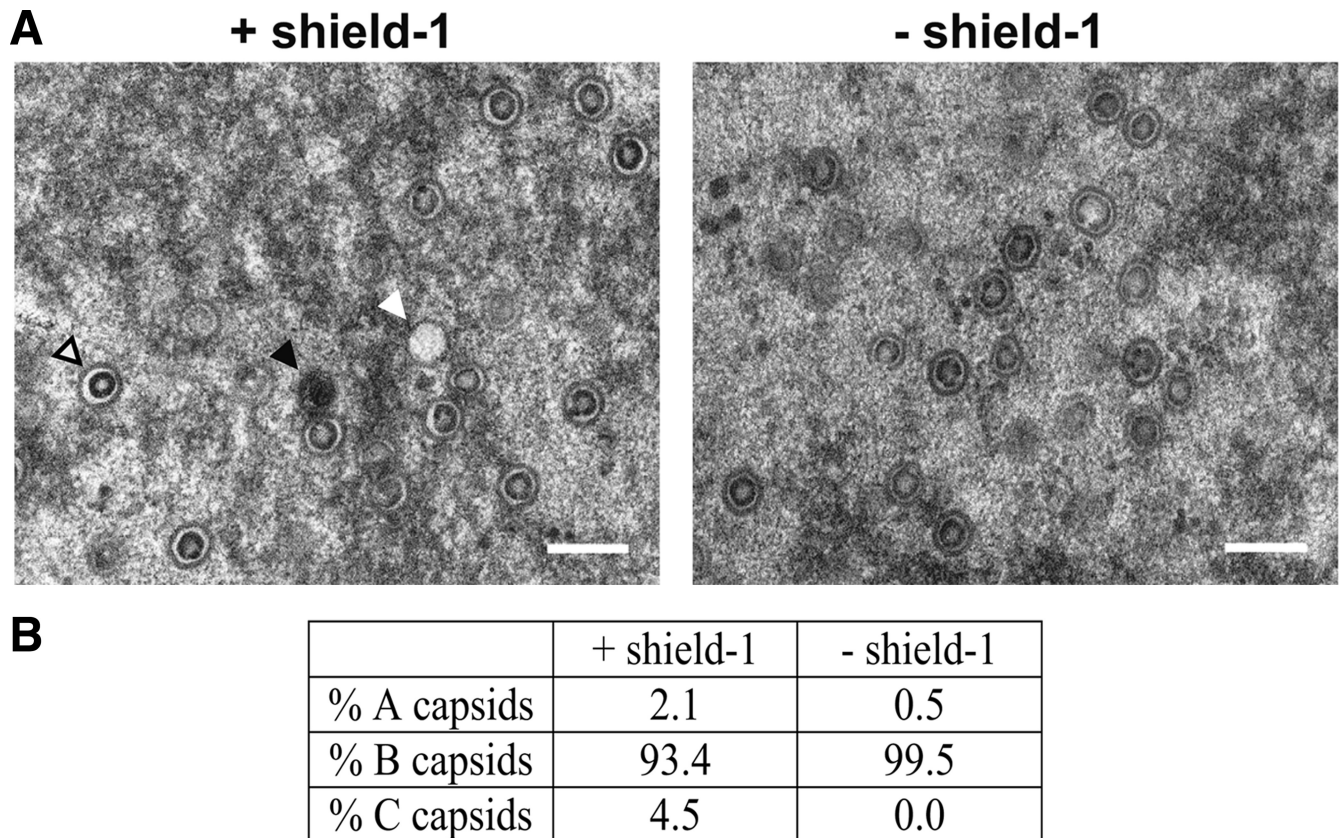 A
+ shield-1
- shield-1
B
+ shield-1 - shield-1
% A capsids 2.1 0.5
% B capsids 93.4 99.5
% C capsids 4.5 0.0